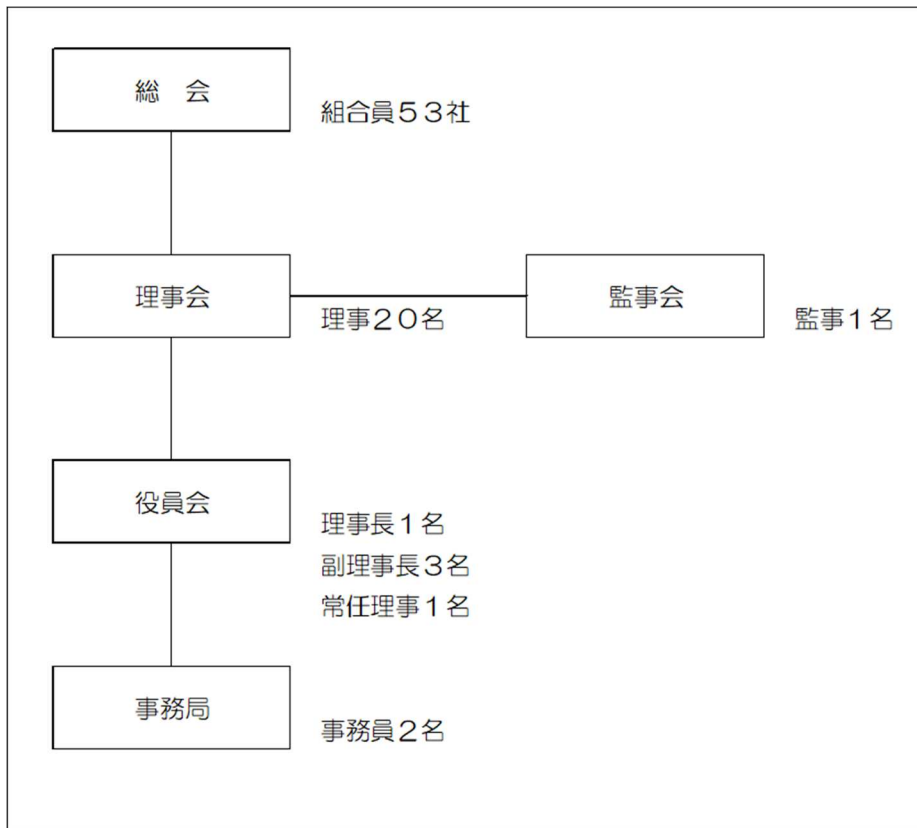 総　会
組合員５３社
理事会
理事２０名
監事会
監事１名
役員会
理事長１名
副理事長３名
常任理事１名
事務局
事務員２名